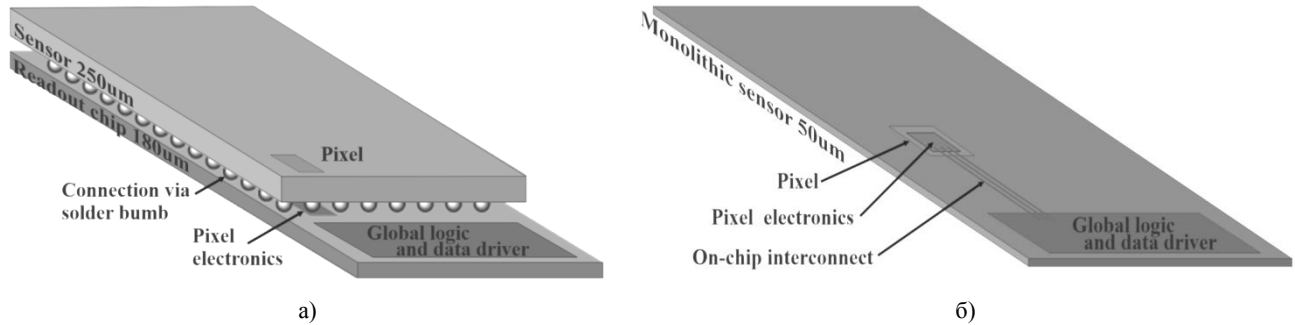 Sensor 250um
Readout chip 180um
Pixel
Connection via
solder bumb
Pixel
electronics
Global logic
and data driver
а)
Monolithic sensor 50um
Pixel
Pixel electronics
On-chip interconnect
Global logic
and data driver
б)